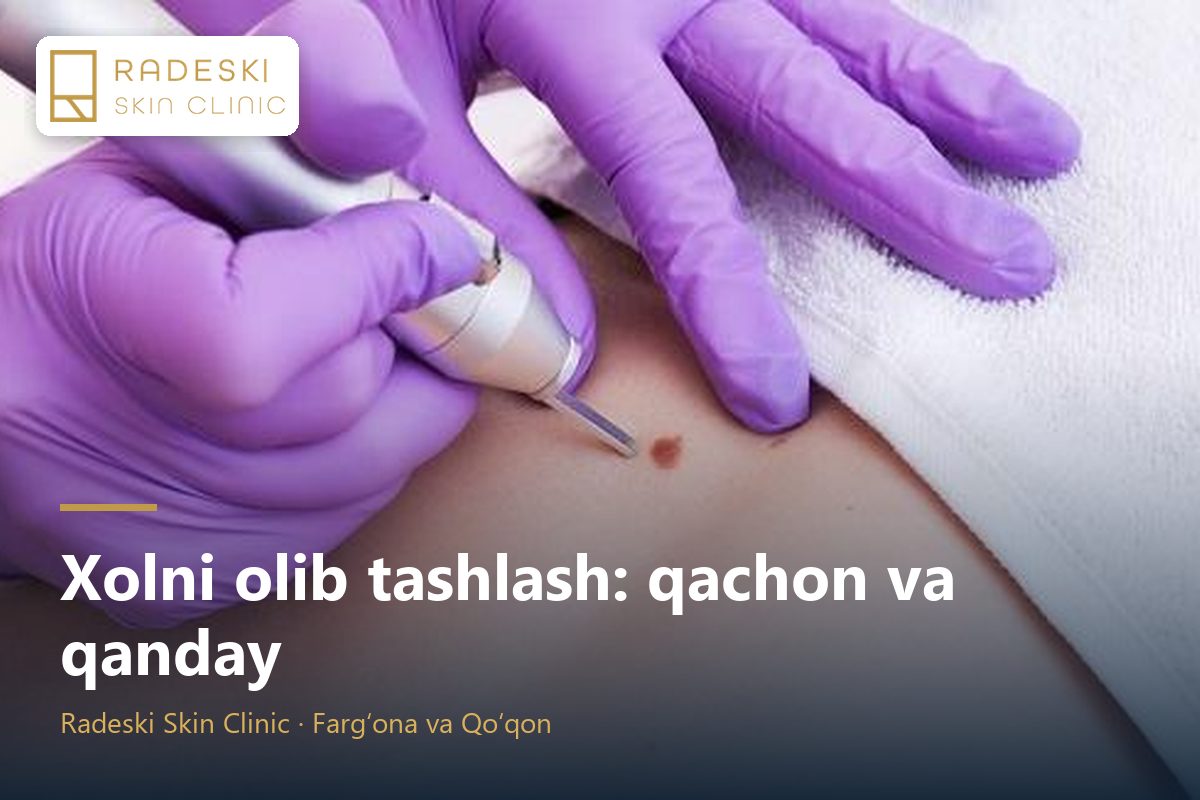 RADESKI
SKIN CLINIC
Xolni olib tashlash: qachon va
qanday
Radeski Skin Clinic · Farg‘ona va Qo‘qon